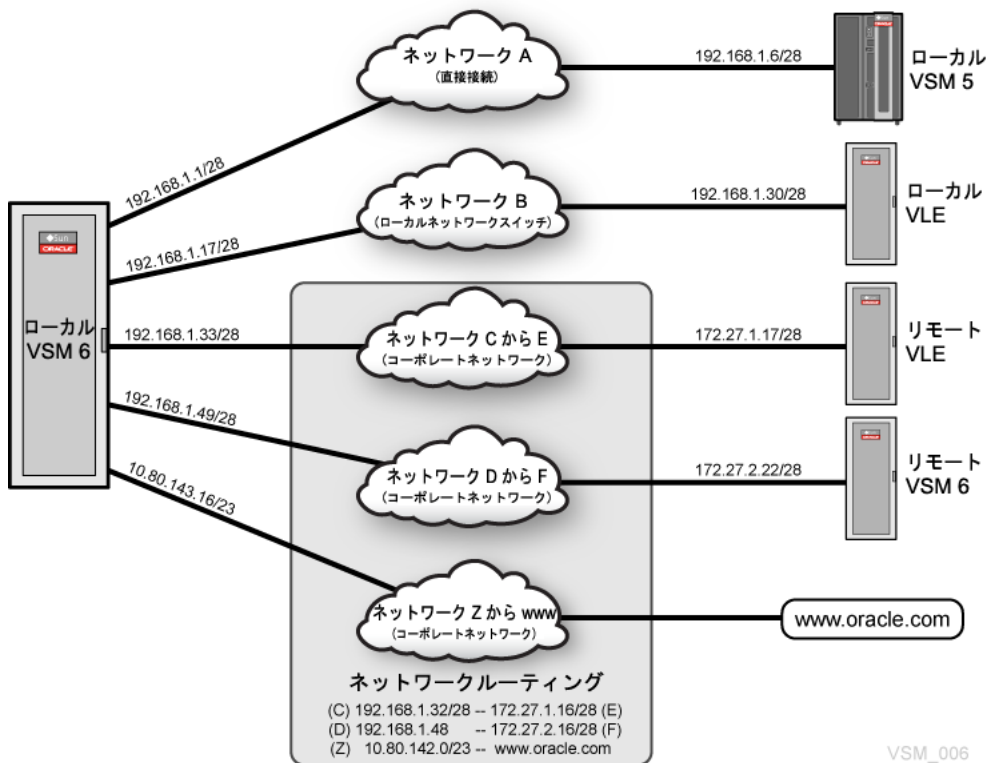 ネットワーク A
(直接接続)
192.168.1.1/28
192.168.1.6/28
ローカル
VSM 5
ネットワーク B
(ローカルネットワークスイッチ)
192.168.1.17/28
192.168.1.30/28
ローカル
VLE
Sun
ORACLE
ローカル
VSM 6
192.168.1.33/28
ネットワーク C から E
(コーポレートネットワーク)
172.27.1.17/28
リモート
VLE
192.168.1.49/28
ネットワーク D から F
(コーポレートネットワーク)
172.27.2.22/28
リモート
VSM 6
10.80.143.16/23
ネットワーク Z から www
(コーポレートネットワーク)
www.oracle.com
ネットワークルーティング
(C) 192.168.1.32/28 -- 172.27.1.16/28 (E)
(D) 192.168.1.48 -- 172.27.2.16/28 (F)
(Z) 10.80.142.0/23 -- www.oracle.com
VSM_006